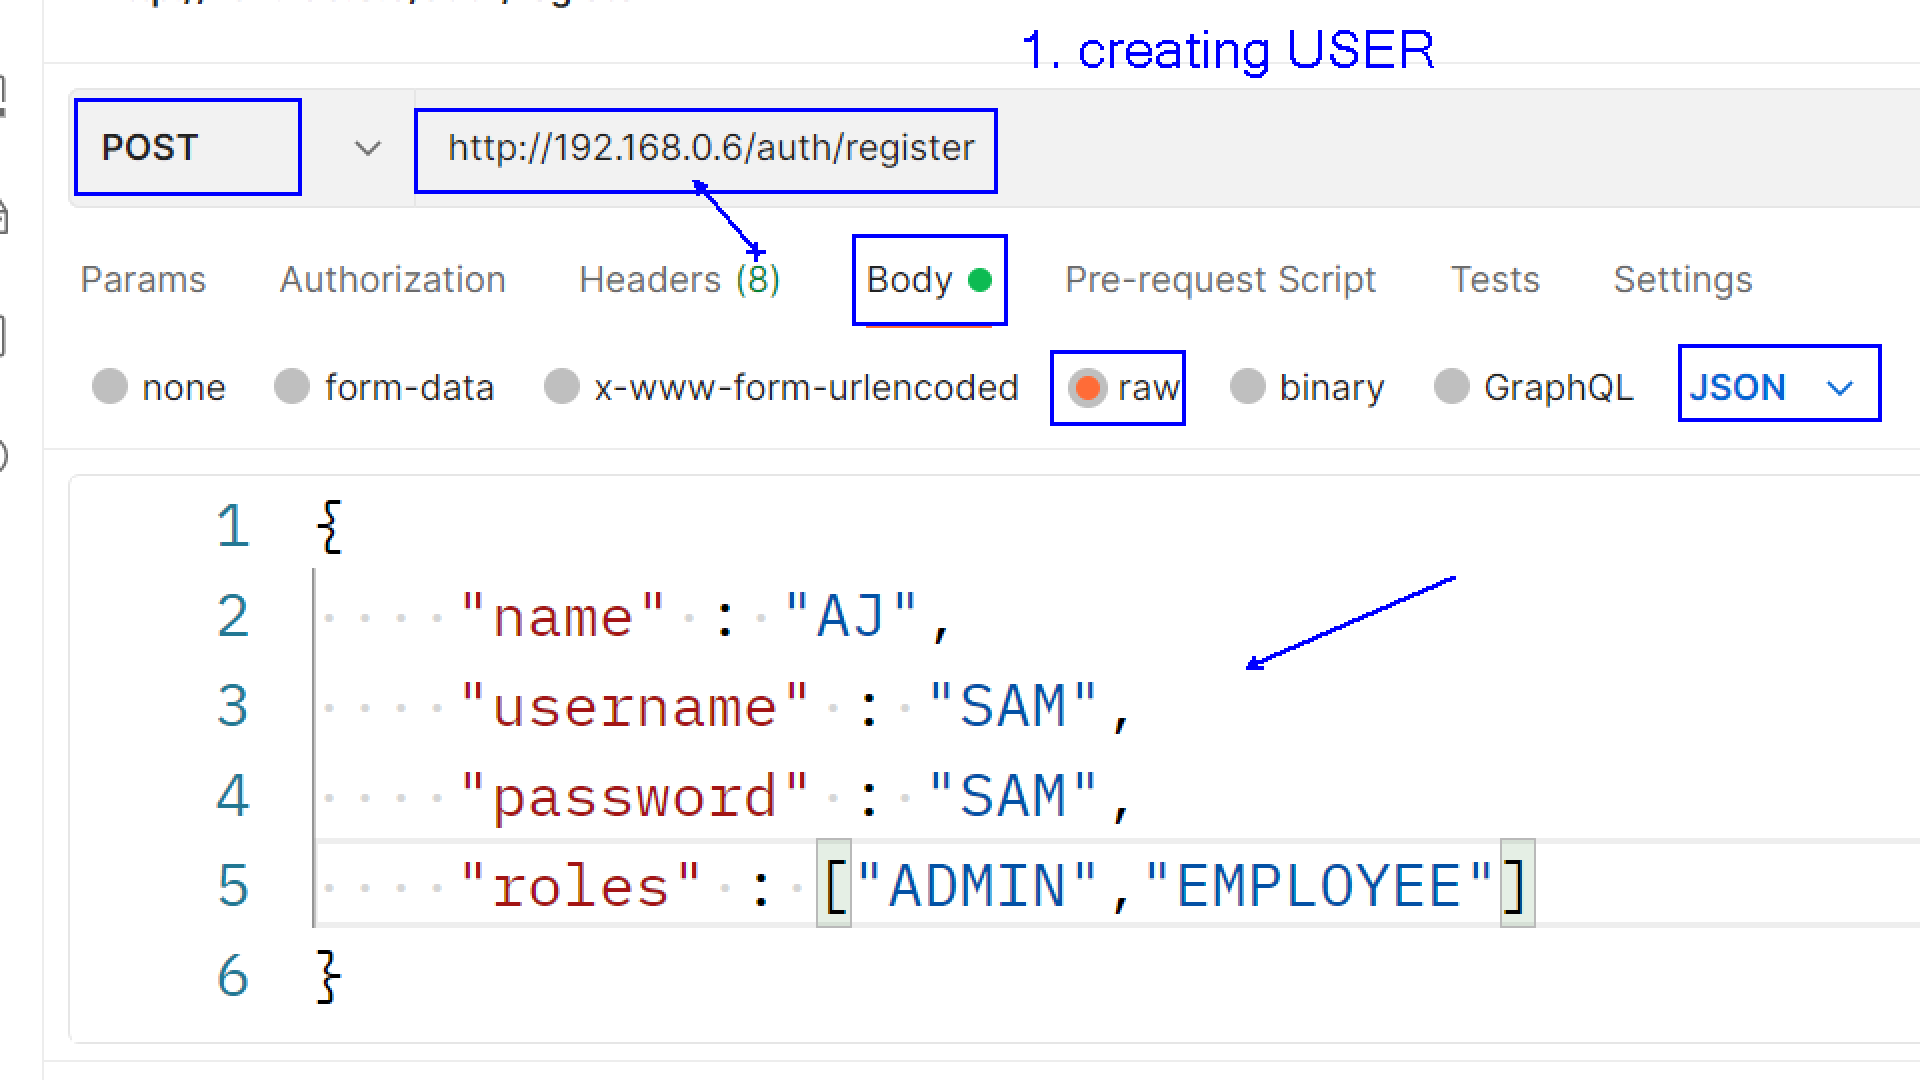 1. creating USER
POST http://192.168.0.6/auth/register
Params Authorization Headers (8) Body Pre-request Script Tests Settings
none form-data x-www-form-urlencoded raw binary GraphQL JSON
1 {
2 "name" : "AJ",
3 "username" : "SAM",
4 "password" : "SAM",
5 "roles" : ["ADMIN","EMPLOYEE"]
6 }